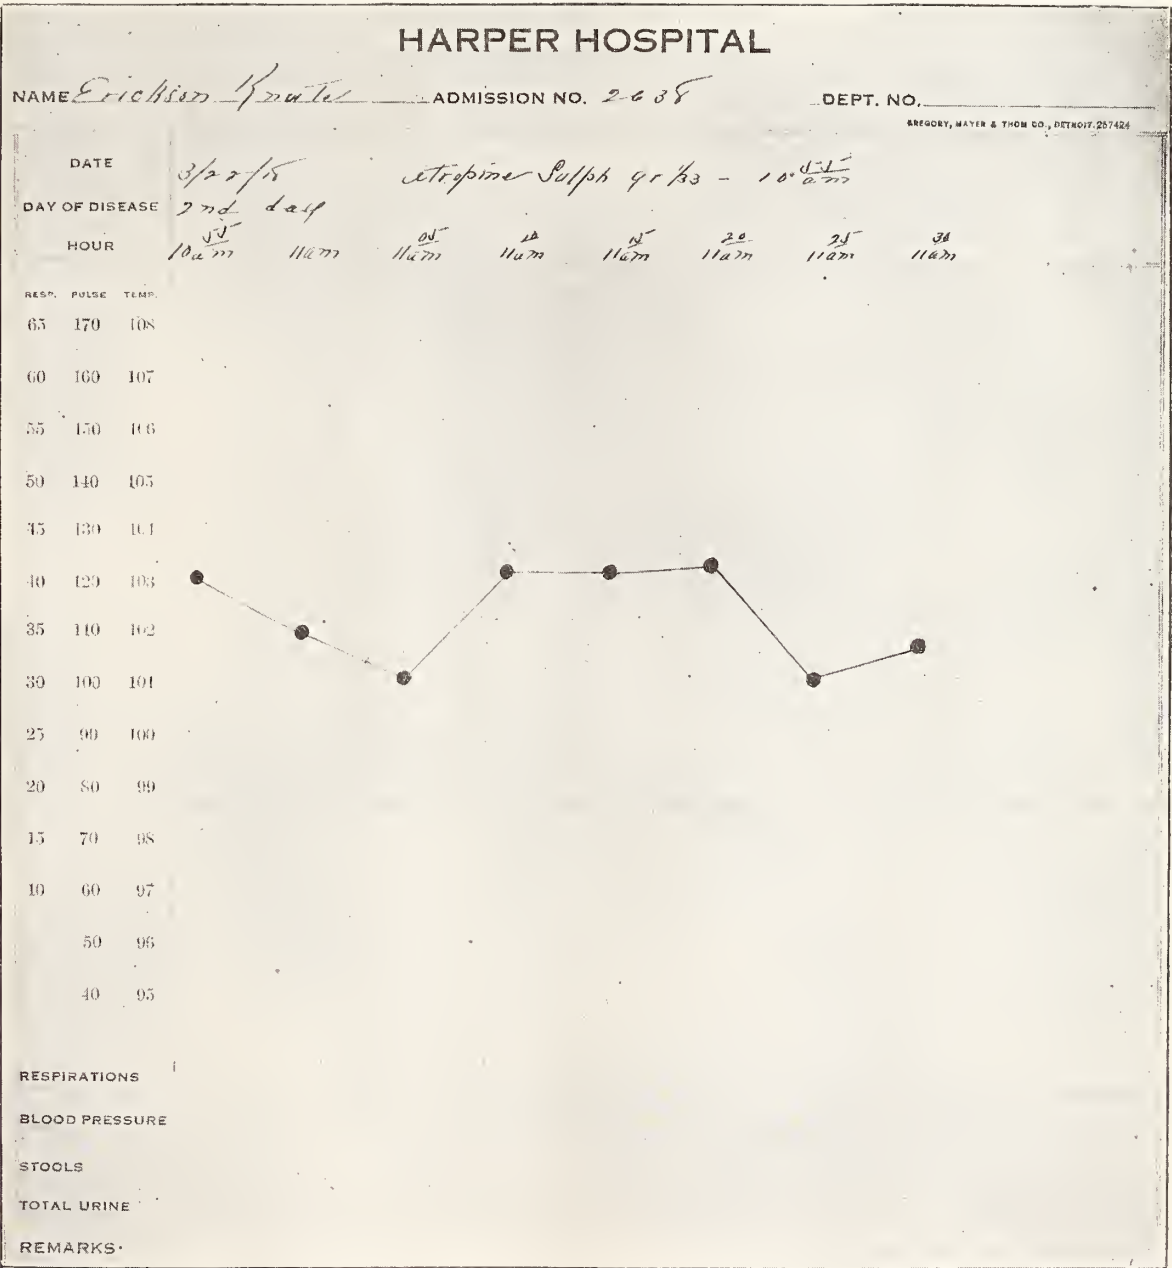 HARPER HOSPITAL
NAME Erickson Knute ADMISSION NO. 2638 DEPT. NO.
GREGORY, MAYER & THOM CO., DETROIT. 257424
DATE 3/22/18 Atropine Sulph gr 1/33 - 10 55 am
DAY OF DISEASE 2nd day
HOUR 10 55 am 11 am 11 05 am 11 10 am 11 15 am 11 20 am 11 25 am 11 30 am
RESP. PULSE TEMP.
65 170 108
60 160 107
55 150 106
50 140 105
45 130 104
40 120 103
35 110 102
30 100 101
25 90 100
20 80 99
15 70 98
10 60 97
50 96
40 95
RESPIRATIONS
BLOOD PRESSURE
STOOLS
TOTAL URINE
REMARKS.